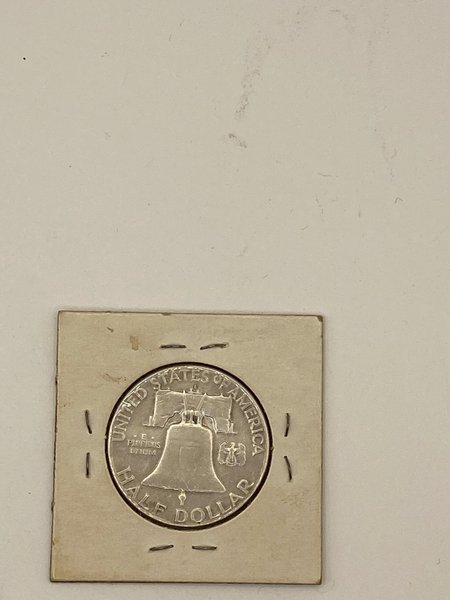 UNITED STATES OF AMERICA
· E ·
PLURIBUS
UNUM
HALF DOLLAR